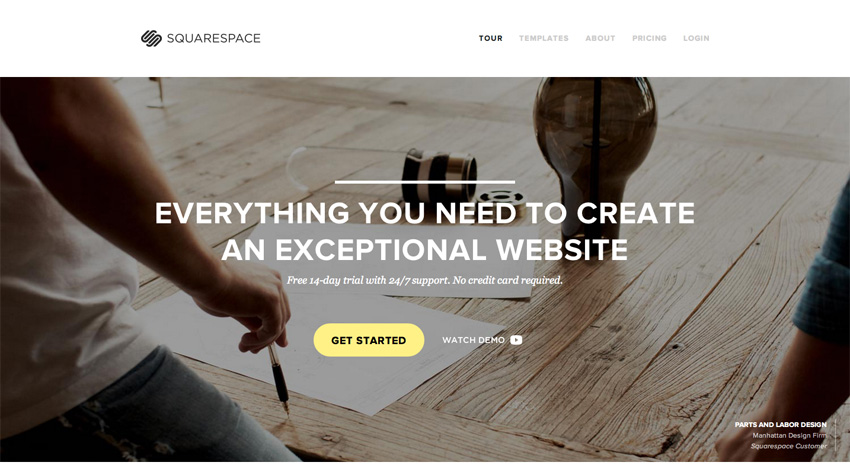 SQUARESPACE
TOUR TEMPLATES ABOUT PRICING LOGIN
EVERYTHING YOU NEED TO CREATE
AN EXCEPTIONAL WEBSITE
Free 14-day trial with 24/7 support. No credit card required.
GET STARTED
WATCH DEMO
PARTS AND LABOR DESIGN
Manhattan Design Firm
Squarespace Customer